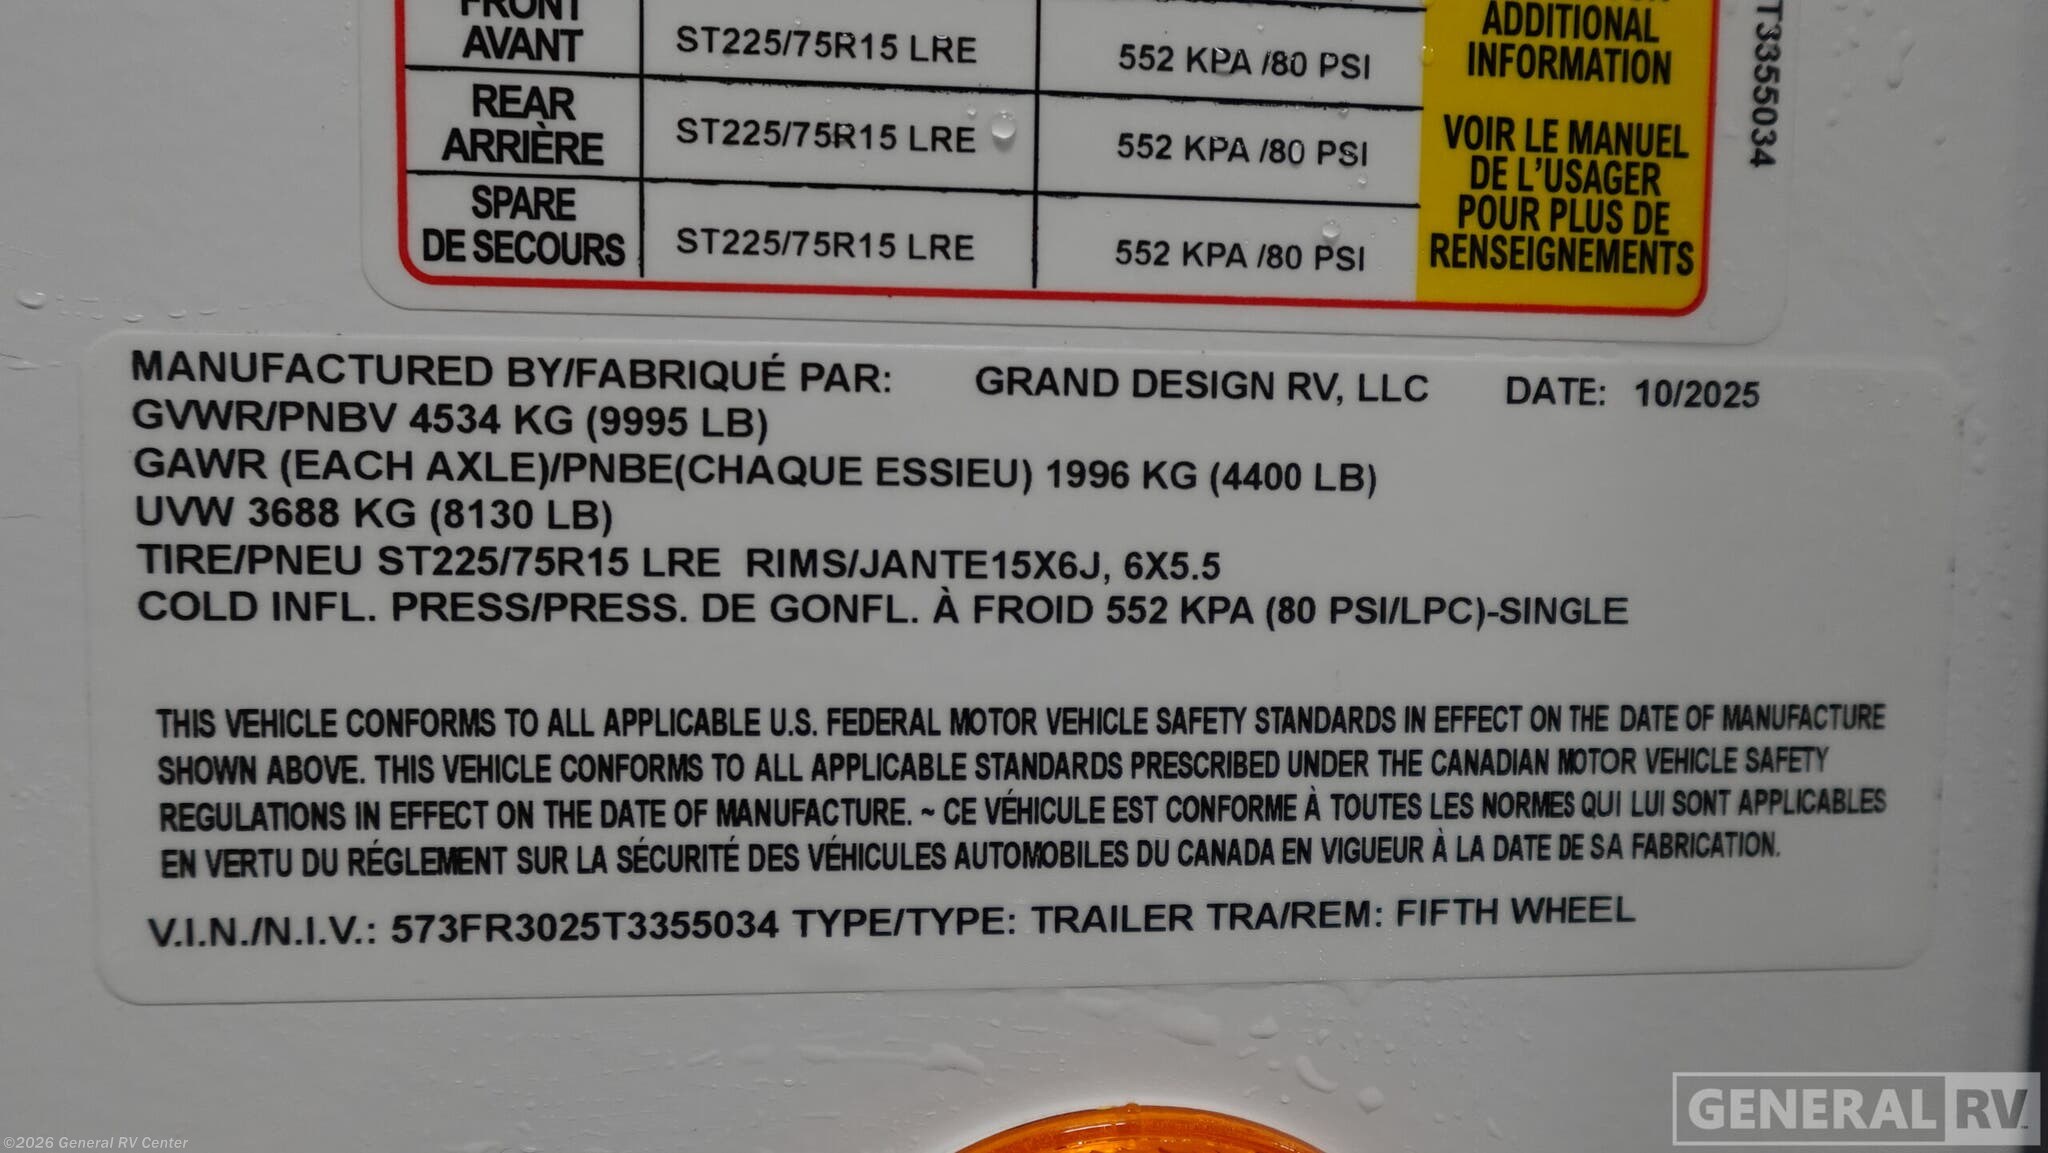 FRONT
AVANT
ST225/75R15 LRE
552 KPA /80 PSI
REAR
ARRIÈRE
ST225/75R15 LRE
552 KPA /80 PSI
SPARE
DE SECOURS
ST225/75R15 LRE
552 KPA /80 PSI
ADDITIONAL
INFORMATION
VOIR LE MANUEL
DE L'USAGER
POUR PLUS DE
RENSEIGNEMENTS
T3355034
MANUFACTURED BY/FABRIQUÉ PAR: GRAND DESIGN RV, LLC DATE: 10/2025
GVWR/PNBV 4534 KG (9995 LB)
GAWR (EACH AXLE)/PNBE(CHAQUE ESSIEU) 1996 KG (4400 LB)
UVW 3688 KG (8130 LB)
TIRE/PNEU ST225/75R15 LRE RIMS/JANTE15X6J, 6X5.5
COLD INFL. PRESS/PRESS. DE GONFL. À FROID 552 KPA (80 PSI/LPC)-SINGLE
THIS VEHICLE CONFORMS TO ALL APPLICABLE U.S. FEDERAL MOTOR VEHICLE SAFETY STANDARDS IN EFFECT ON THE DATE OF MANUFACTURE
SHOWN ABOVE. THIS VEHICLE CONFORMS TO ALL APPLICABLE STANDARDS PRESCRIBED UNDER THE CANADIAN MOTOR VEHICLE SAFETY
REGULATIONS IN EFFECT ON THE DATE OF MANUFACTURE. ~ CE VÉHICULE EST CONFORME À TOUTES LES NORMES QUI LUI SONT APPLICABLES
EN VERTU DU RÉGLEMENT SUR LA SÉCURITÉ DES VÉHICULES AUTOMOBILES DU CANADA EN VIGUEUR À LA DATE DE SA FABRICATION.
V.I.N./N.I.V.: 573FR3025T3355034 TYPE/TYPE: TRAILER TRA/REM: FIFTH WHEEL
GENERAL RV
©2026 General RV Center